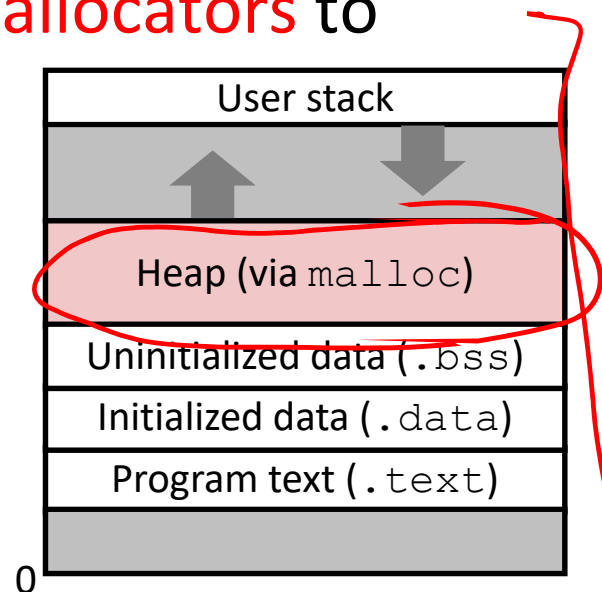 allocators to
User stack
Heap (via malloc)
Uninitialized data (.bss)
Initialized data (.data)
Program text (.text)
0